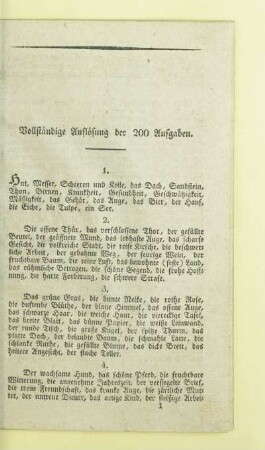 Vollständige Auflösung der 200 Aufgaben.
1.
Hut, Messer, Scheeren und Keile, das Dach, Sandstein,
Thon, Birnen, Krankheit, Gesundheit, Geschwätzigkeit,
Mäßigkeit, das Gehör, das Auge, das Bier, der Hanf,
die Eiche, die Tulpe, ein See.
2.
Die offene Thür, das verschlossene Thor, der gefüllte
Beutel, der geöffnete Mund, das lebhafte Auge, das scharfe
Gesicht, die volkreiche Stadt, die reife Kirsche, die
liche Arbeit, der gebahnte Weg, der feurige Wein, der
fruchtbare Baum, die reine Luft, das bewohnte (feste) Land,
das rühmliche Betragen, die schöne Gegend, die frohe Hoff
nung, die harte Forderung, die schwere Strafe.
3.
Das grüne Gras, die bunte Nelke, die rothe Rose,
die duftende Blüthe, der blaue Himmel, das offene Auge,
das schwarze Haar, die weiche Haut, die viereckige Tafel,
das breite Blatt, das dünne Papier, die weiße Leinwand,
der runde Tisch, die große Kugel, der spitze Thurm, das
platte Dach, der belaubte Baum, die schmale Latte, die
schlanke Ruthe, die gefüllte Blume, das dicke Brett, das
heitere Angesicht, der flache Teller.
4.
Der wachsame Hund, das schöne Pferd, die fruchtbare
Witterung, die angenehme Jahreszeit, der versiegelte Brief,
die treue Freundschaft, das kranke Auge, die zärtliche Mut
ter, der untreue Dienst, das artige Kind, der fleißige Arbei
1